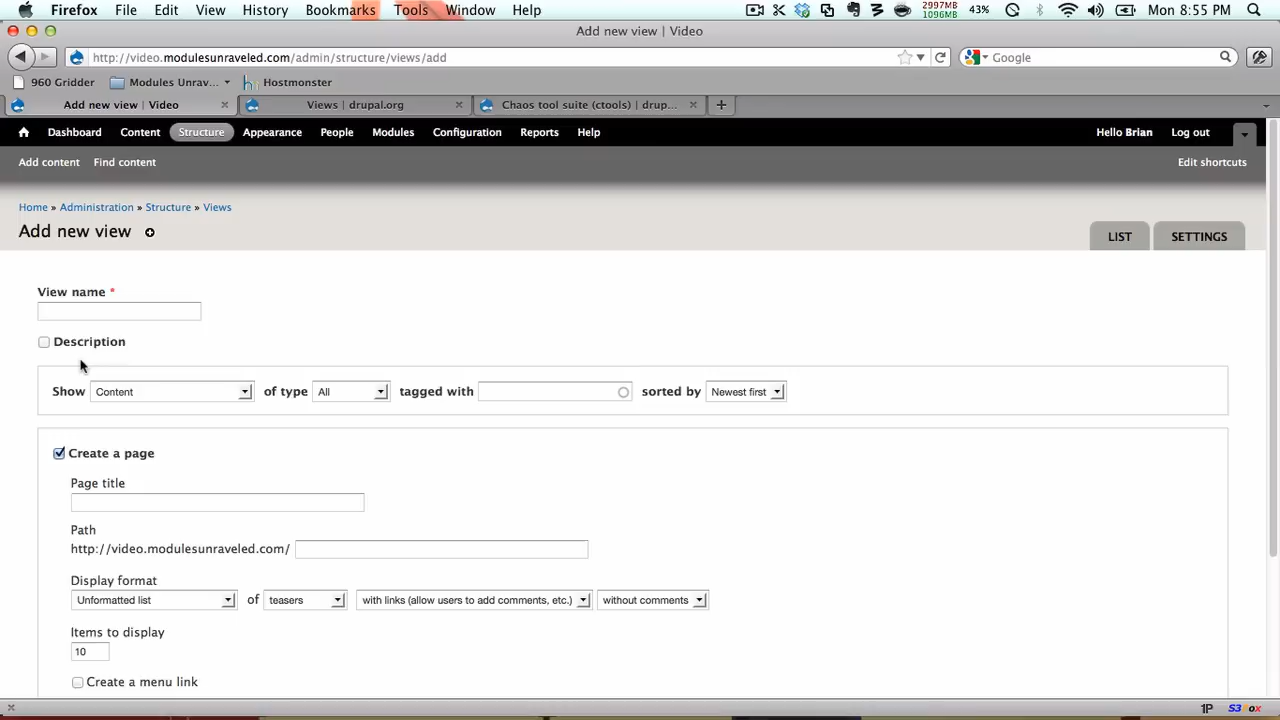 Firefox File Edit View History Bookmarks Tools Window Help 2997MB 1096MB 43% Mon 8:55 PM
Add new view | Video
http://video.modulesunraveled.com/admin/structure/views/add Google
960 Gridder Modules Unrav... Hostmonster
Add new view | Video Views | drupal.org Chaos tool suite (ctools) | drup...
Dashboard Content Structure Appearance People Modules Configuration Reports Help Hello Brian Log out
Add content Find content Edit shortcuts
Home » Administration » Structure » Views
Add new view LIST SETTINGS
View name *
Description
Show Content of type All tagged with sorted by Newest first
Create a page
Page title
Path
http://video.modulesunraveled.com/
Display format
Unformatted list of teasers with links (allow users to add comments, etc.) without comments
Items to display
10
Create a menu link
1P S3Fox